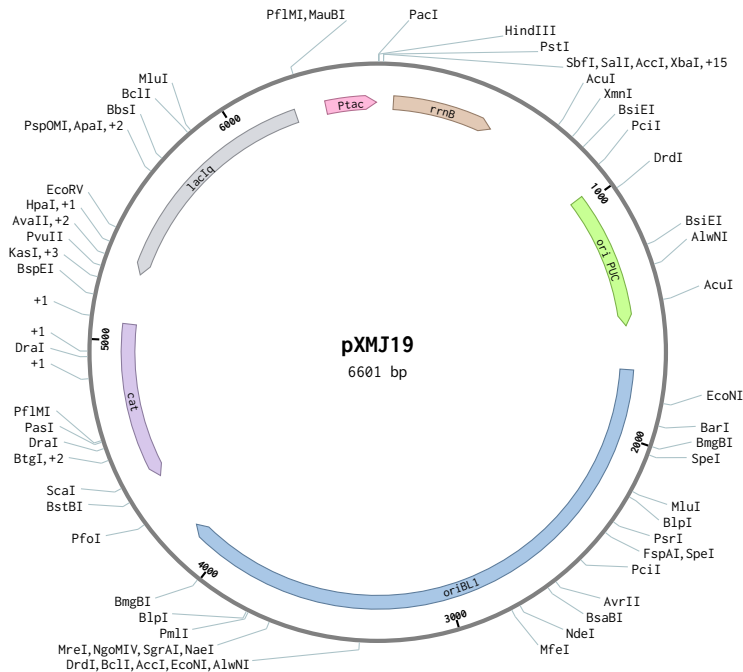 PflMI,MauBI
PacI
HindIII
PstI
SbfI,SalI,AccI,XbaI,+15
AcuI
XmnI
BsiEI
PciI
DrdI
1000
BsiEI
AlwNI
AcuI
EcoNI
BarI
2000
BmgBI
SpeI
MluI
BlpI
PsrI
FspAI,SpeI
PciI
AvrII
BsaBI
NdeI
MfeI
3000
DrdI,BclI,AccI,EcoNI,AlwNI
MreI,NgoMIV,SgrAI,NaeI
PmlI
BlpI
BmgBI
4000
PfoI
BstBI
ScaI
BtgI,+2
DraI
PasI
PflMI
+1
DraI
+1
5000
+1
BspEI
KasI,+3
PvuII
AvaII,+2
HpaI,+1
EcoRV
PspOMI,ApaI,+2
BbsI
BclI
MluI
6000
Ptac
rrnB
ori PUC
oriBL1
cat
lacIq
pXMJ19
6601 bp